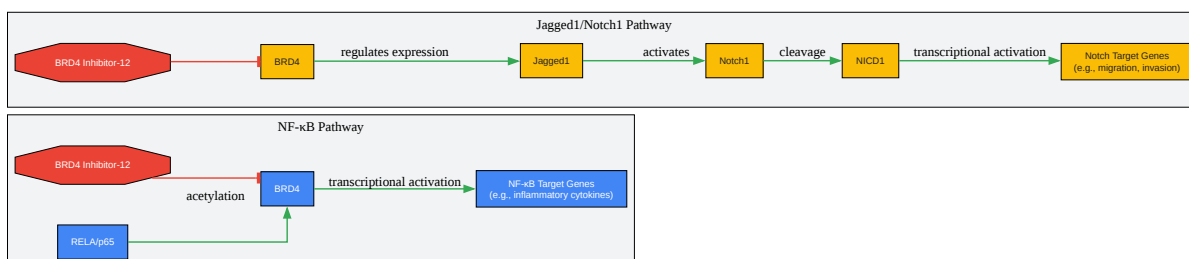 Jagged1/Notch1 Pathway
BRD4 Inhibitor-12
BRD4
regulates expression
Jagged1
activates
Notch1
cleavage
NICD1
transcriptional activation
Notch Target Genes
(e.g., migration, invasion)
NF-κB Pathway
BRD4 Inhibitor-12
acetylation
BRD4
transcriptional activation
NF-κB Target Genes
(e.g., inflammatory cytokines)
RELA/p65